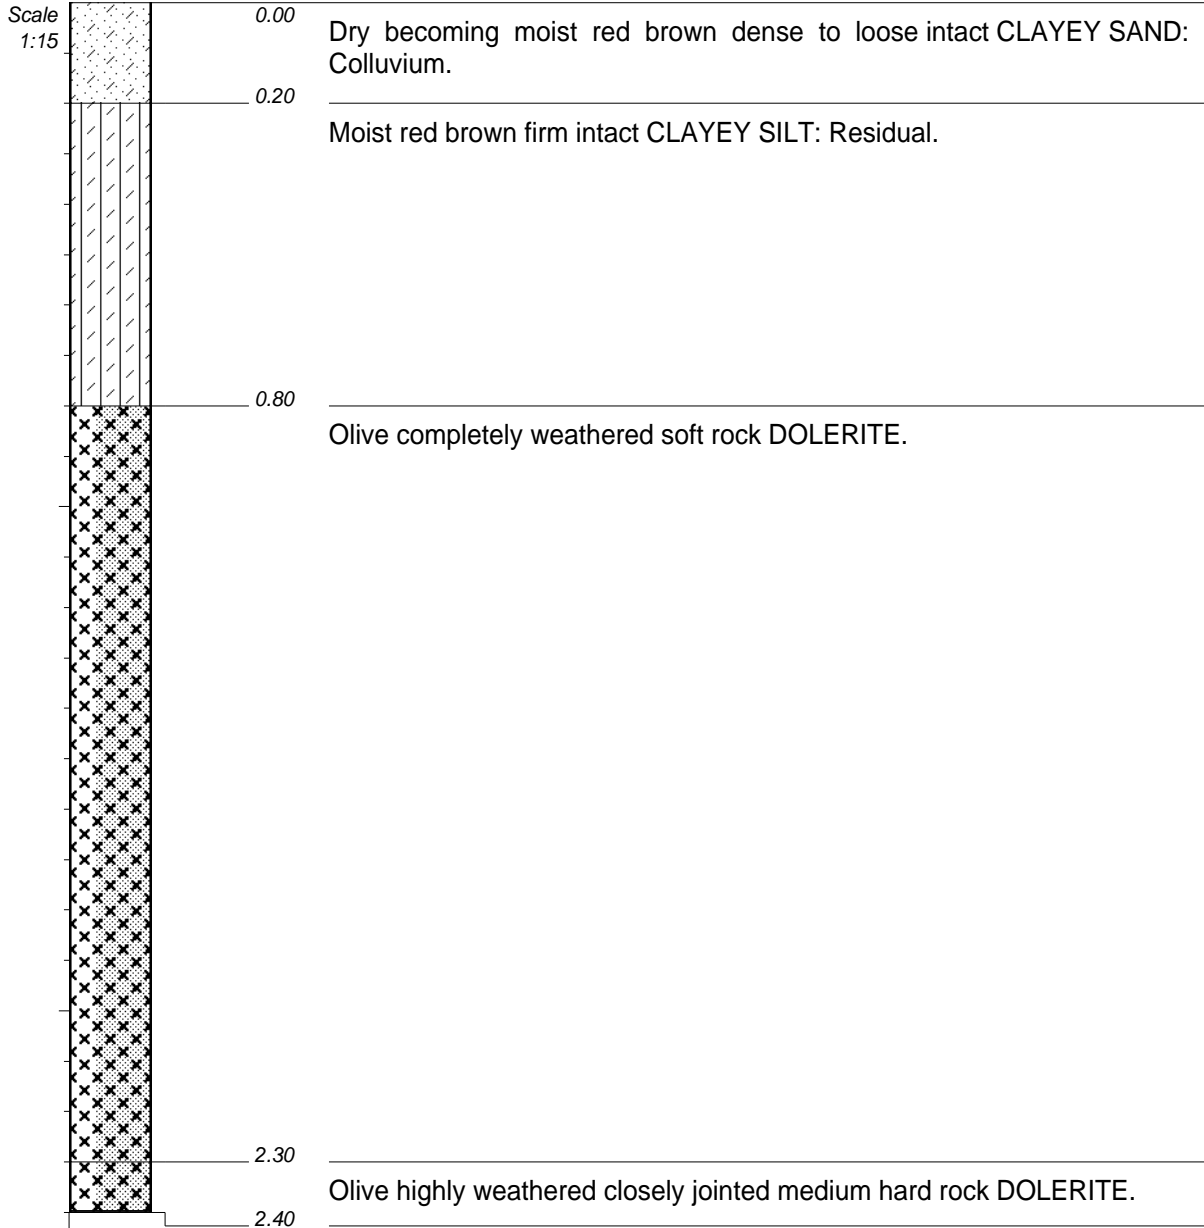 Scale
1:15
0.00
Dry becoming moist red brown dense to loose intact CLAYEY SAND:
Colluvium.
0.20
Moist red brown firm intact CLAYEY SILT: Residual.
0.80
Olive completely weathered soft rock DOLERITE.
2.30
Olive highly weathered closely jointed medium hard rock DOLERITE.
2.40